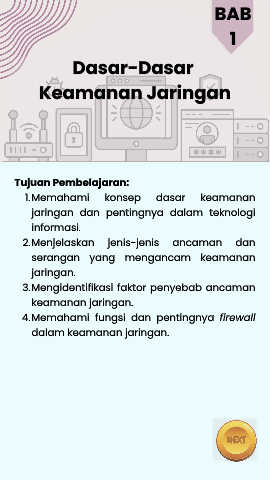 BAB
1
Dasar-Dasar
Keamanan Jaringan
Tujuan Pembelajaran:
1. Memahami konsep dasar keamanan
jaringan dan pentingnya dalam teknologi
informasi.
2. Menjelaskan jenis-jenis ancaman dan
serangan yang mengancam keamanan
jaringan.
3. Mengidentifikasi faktor penyebab ancaman
keamanan jaringan.
4. Memahami fungsi dan pentingnya firewall
dalam keamanan jaringan.
NEXT